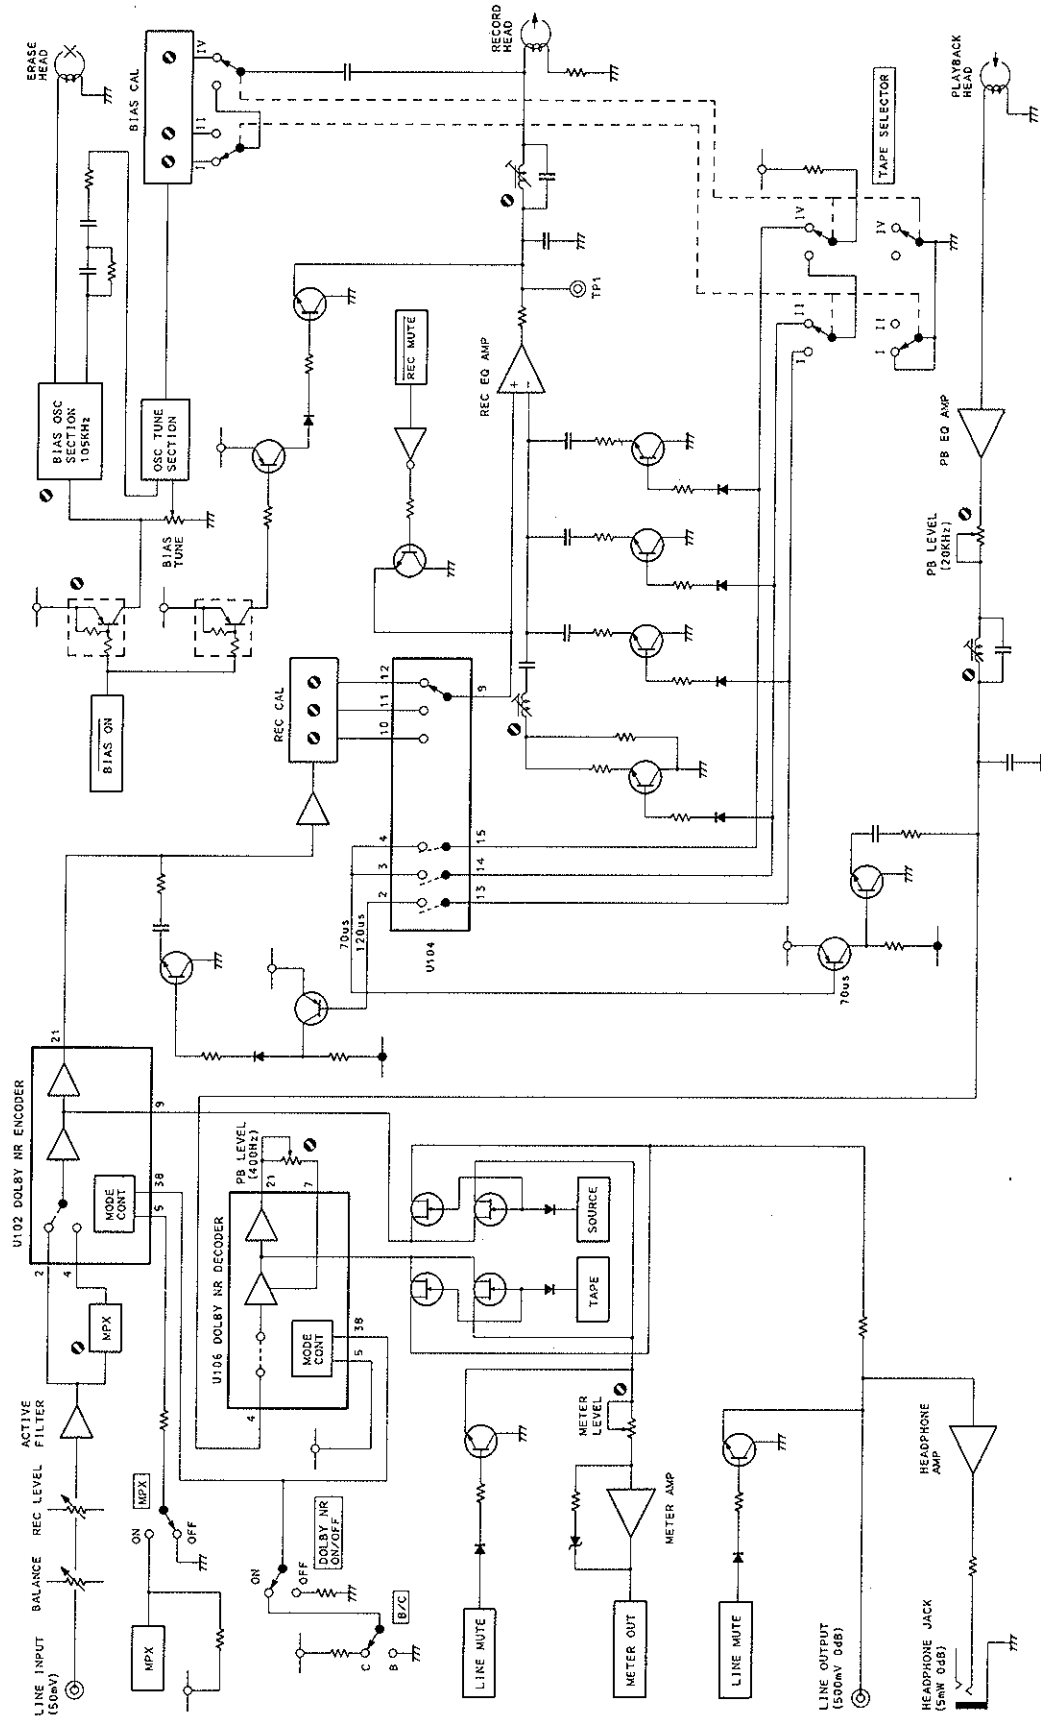 LINE INPUT
(50mV)
BALANCE
REC LEVEL
ACTIVE
FILTER
MPX
2
4
U102 DOLBY NR ENCODER
MODE
CONT
5
38
9
21
MPX
ON
OFF
MPX
DOLBY NR
ON/OFF
ON
OFF
B/C
C
B
U106 DOLBY NR DECODER
4
MODE
CONT
5
38
PB LEVEL
(400Hz)
21
7
TAPE
SOURCE
LINE MUTE
METER
LEVEL
METER AMP
METER OUT
LINE MUTE
LINE OUTPUT
(500mV 0dB)
HEADPHONE
AMP
HEADPHONE JACK
(5mW 0dB)
BIAS ON
BIAS OSC
SECTION
105KHz
OSC TUNE
SECTION
BIAS
TUNE
ERASE
HEAD
BIAS CAL
I
II
IV
REC CAL
70us
120us
2
3
4
10
11
12
13
14
15
9
U104
REC MUTE
REC EQ AMP
+
-
TP1
RECORD
HEAD
I
II
IV
I
II
IV
TAPE SELECTOR
70us
PB LEVEL
(20KHz)
PB EQ AMP
PLAYBACK
HEAD